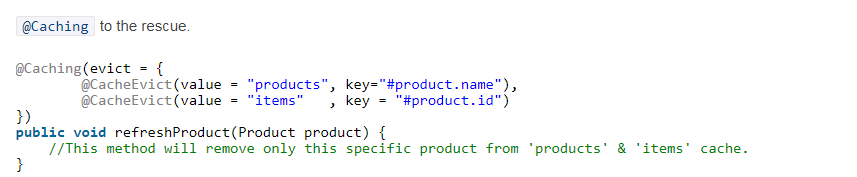 @Caching to the rescue.
@Caching(evict = {
        @CacheEvict(value = "products", key="#product.name"),
        @CacheEvict(value = "items"   , key = "#product.id")
})
public void refreshProduct(Product product) {
    //This method will remove only this specific product from 'products' & 'items' cache.
}